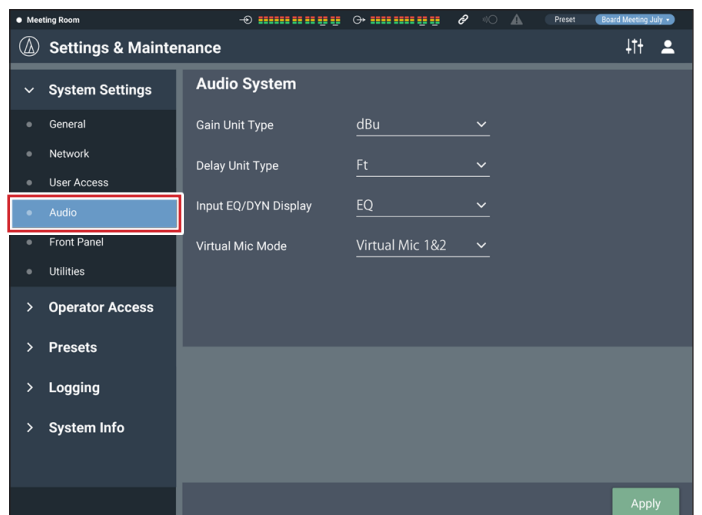 Meeting Room
Preset
Board Meeting July
Settings & Maintenance
System Settings
General
Network
User Access
Audio
Front Panel
Utilities
Operator Access
Presets
Logging
System Info
Audio System
Gain Unit Type dBu
Delay Unit Type Ft
Input EQ/DYN Display EQ
Virtual Mic Mode Virtual Mic 1&2
Apply